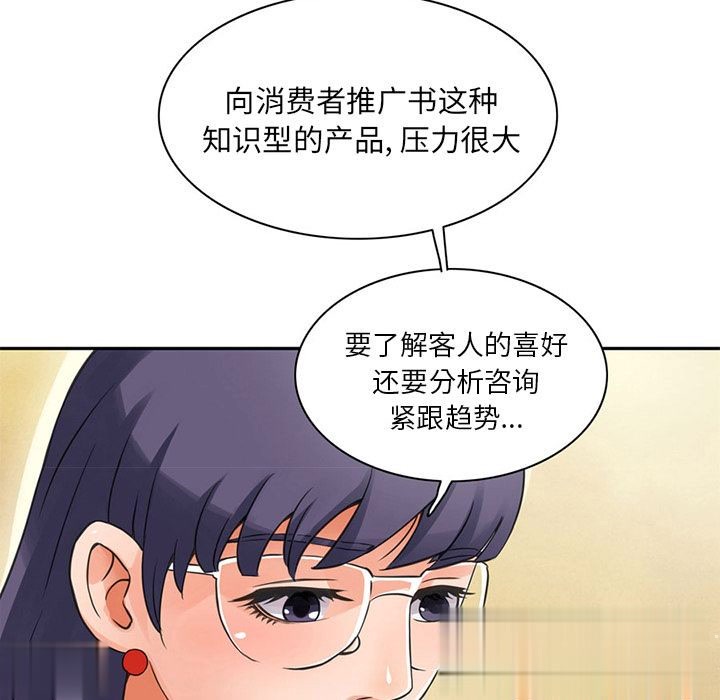 向消费者推广书这种
知识型的产品, 压力很大
要了解客人的喜好
还要分析咨询
紧跟趋势...